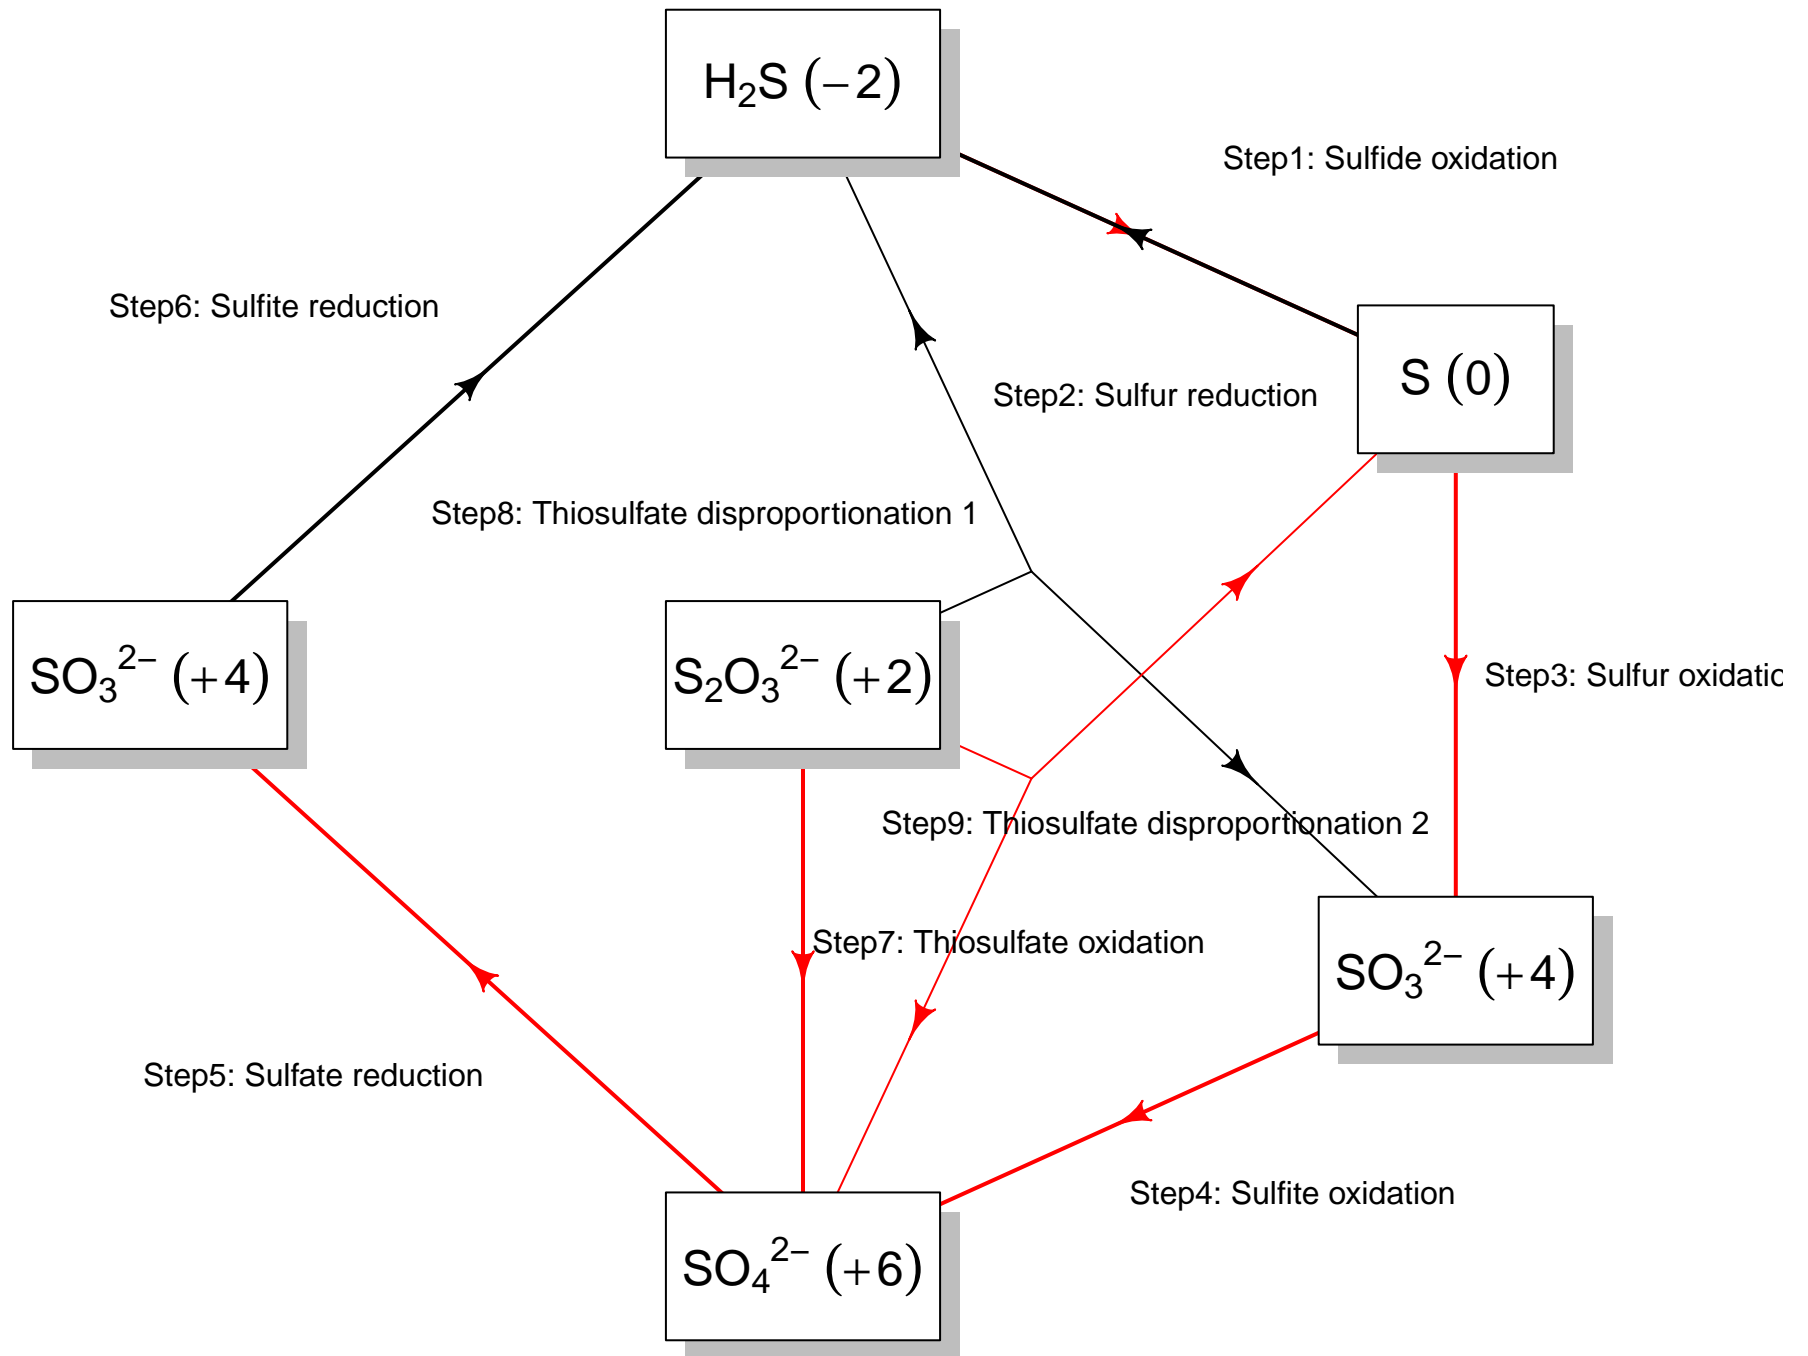 H₂S (−2)
Step1: Sulfide oxidation
Step6: Sulfite reduction
Step2: Sulfur reduction
S (0)
Step8: Thiosulfate disproportionation 1
SO₃²⁻ (+4)
S₂O₃²⁻ (+2)
Step3: Sulfur oxidatic
Step9: Thiosulfate disproportionation 2
Step7: Thiosulfate oxidation
SO₃²⁻ (+4)
Step5: Sulfate reduction
Step4: Sulfite oxidation
SO₄²⁻ (+6)